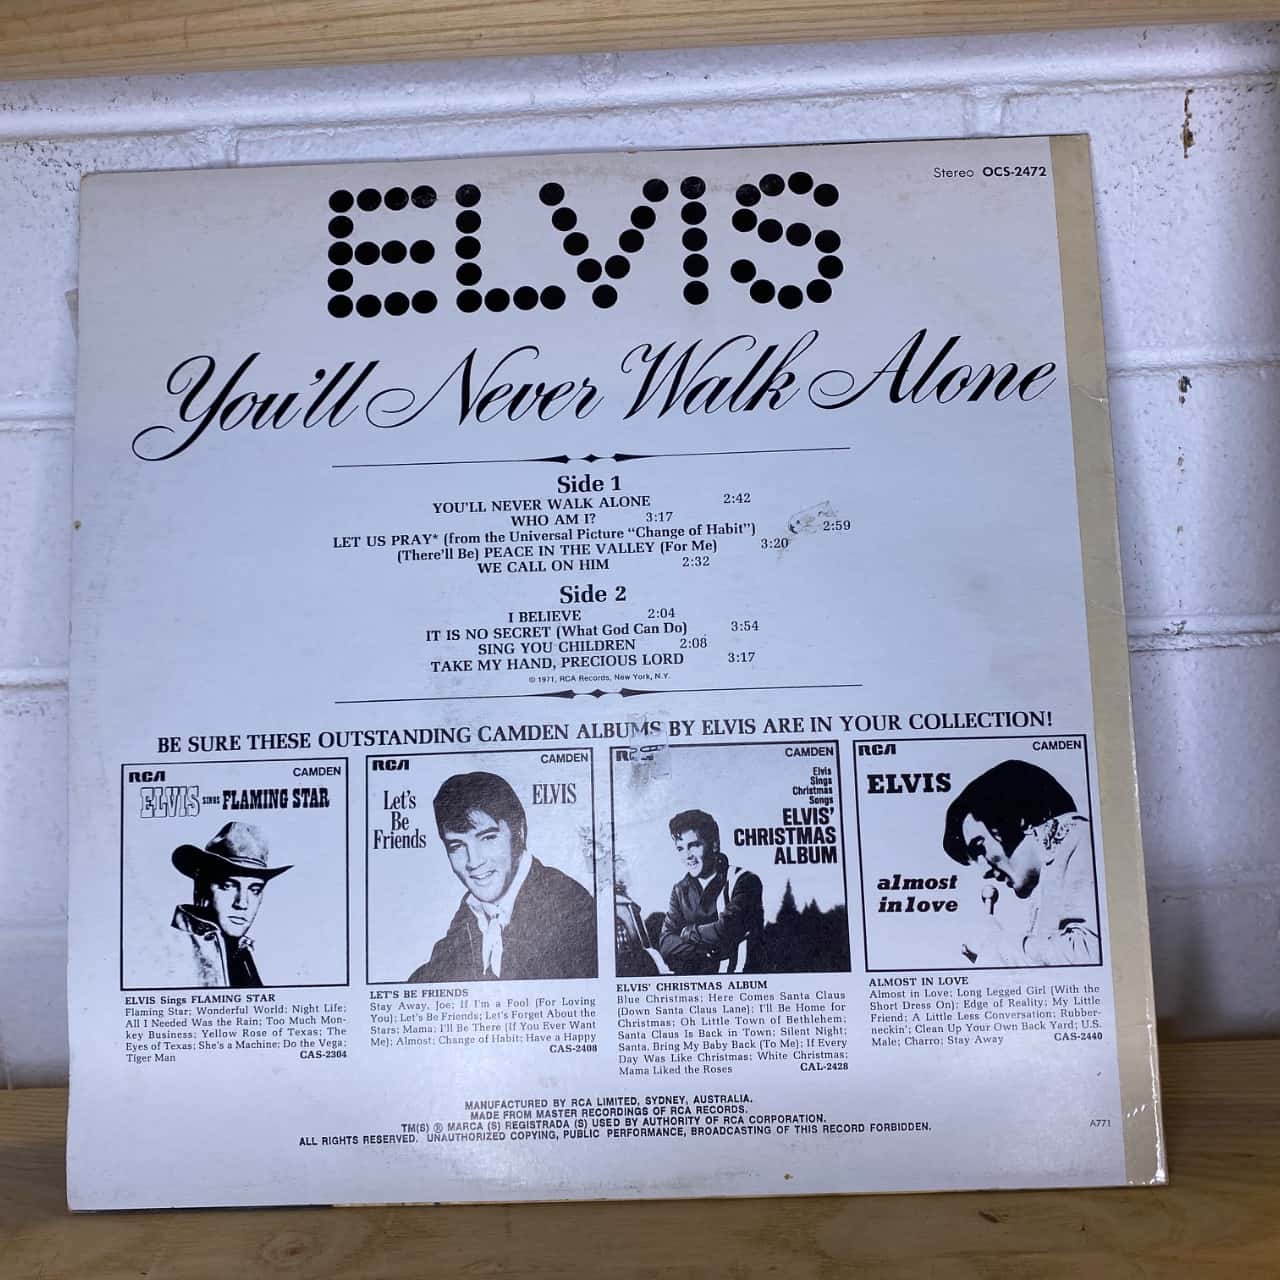 Stereo OCS-2472
ELVIS
You'll Never Walk Alone
Side 1
YOU'LL NEVER WALK ALONE 2:42
WHO AM I? 3:17
LET US PRAY* (from the Universal Picture "Change of Habit") 2:59
(There'll Be) PEACE IN THE VALLEY (For Me) 3:20
WE CALL ON HIM 2:32
Side 2
I BELIEVE 2:04
IT IS NO SECRET (What God Can Do) 3:54
SING YOU CHILDREN 2:08
TAKE MY HAND, PRECIOUS LORD 3:17
© 1971, RCA Records, New York, N.Y.
BE SURE THESE OUTSTANDING CAMDEN ALBUMS BY ELVIS ARE IN YOUR COLLECTION!
RCA CAMDEN
ELVIS SINGS FLAMING STAR
ELVIS Sings FLAMING STAR
Flaming Star; Wonderful World; Night Life;
All I Needed Was the Rain; Too Much Mon-
key Business; Yellow Rose of Texas; The
Eyes of Texas; She's a Machine; Do the Vega;
Tiger Man CAS-2304
RCA CAMDEN
Let's
Be
Friends
ELVIS
LET'S BE FRIENDS
Stay Away, Joe; If I'm a Fool (For Loving
You); Let's Be Friends; Let's Forget About the
Stars; Mama; I'll Be There (If You Ever Want
Me); Almost; Change of Habit; Have a Happy
CAS-2408
CAMDEN
Elvis
Sings
Christmas
Songs
ELVIS'
CHRISTMAS
ALBUM
ELVIS' CHRISTMAS ALBUM
Blue Christmas; Here Comes Santa Claus
(Down Santa Claus Lane); I'll Be Home for
Christmas; Oh Little Town of Bethlehem;
Santa Claus Is Back in Town; Silent Night;
Santa, Bring My Baby Back (To Me); If Every
Day Was Like Christmas; White Christmas;
Mama Liked the Roses CAL-2428
RCA CAMDEN
ELVIS
almost
in love
ALMOST IN LOVE
Almost in Love; Long Legged Girl (With the
Short Dress On); Edge of Reality; My Little
Friend; A Little Less Conversation; Rubber-
neckin'; Clean Up Your Own Back Yard; U.S.
Male; Charro; Stay Away CAS-2440
MANUFACTURED BY RCA LIMITED, SYDNEY, AUSTRALIA.
MADE FROM MASTER RECORDINGS OF RCA RECORDS.
TM(S) ® MARCA (S) REGISTRADA (S) USED BY AUTHORITY OF RCA CORPORATION.
ALL RIGHTS RESERVED. UNAUTHORIZED COPYING, PUBLIC PERFORMANCE, BROADCASTING OF THIS RECORD FORBIDDEN.
A771